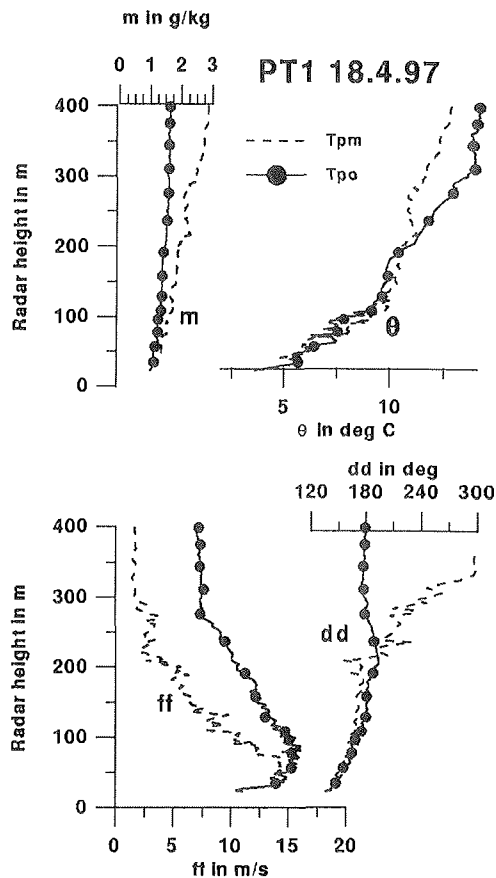 m in g/kg
0 1 2 3
PT1 18.4.97
400
300
200
100
0
Radar height in m
Tpm
Tpo
m
θ
5 10
θ in deg C
dd in deg
120 180 240 300
400
300
200
100
0
Radar height in m
dd
ff
0 5 10 15 20
ff in m/s